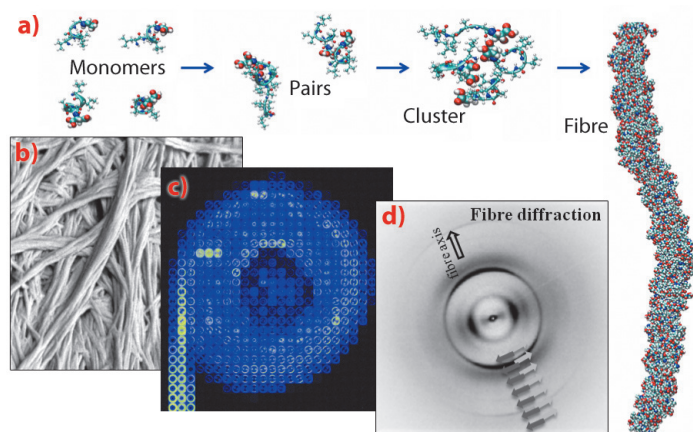 a)
Monomers
Pairs
Cluster
Fibre
b)
c)
d)
Fibre diffraction
fibre axis